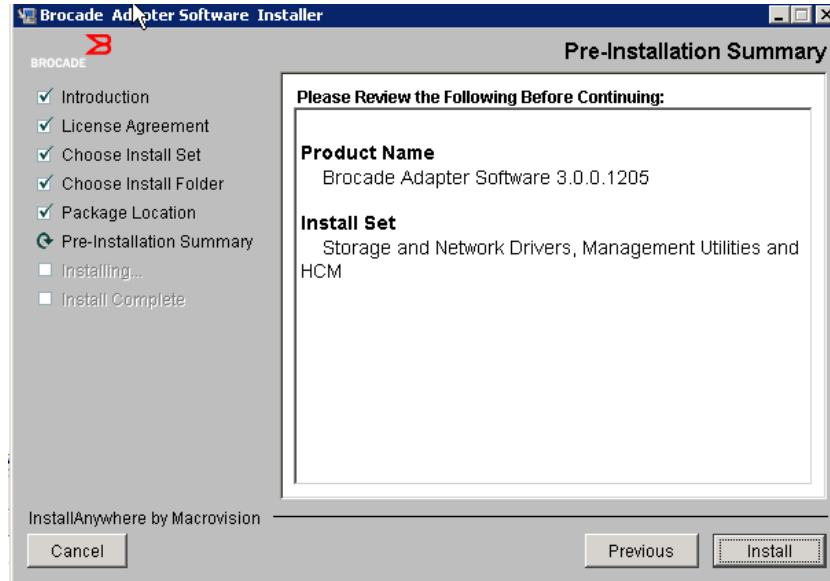 Brocade Adapter Software Installer
BROCADE
Pre-Installation Summary
Introduction
License Agreement
Choose Install Set
Choose Install Folder
Package Location
Pre-Installation Summary
Installing...
Install Complete
Please Review the Following Before Continuing:
Product Name
Brocade Adapter Software 3.0.0.1205
Install Set
Storage and Network Drivers, Management Utilities and
HCM
InstallAnywhere by Macrovision
Cancel
Previous
Install